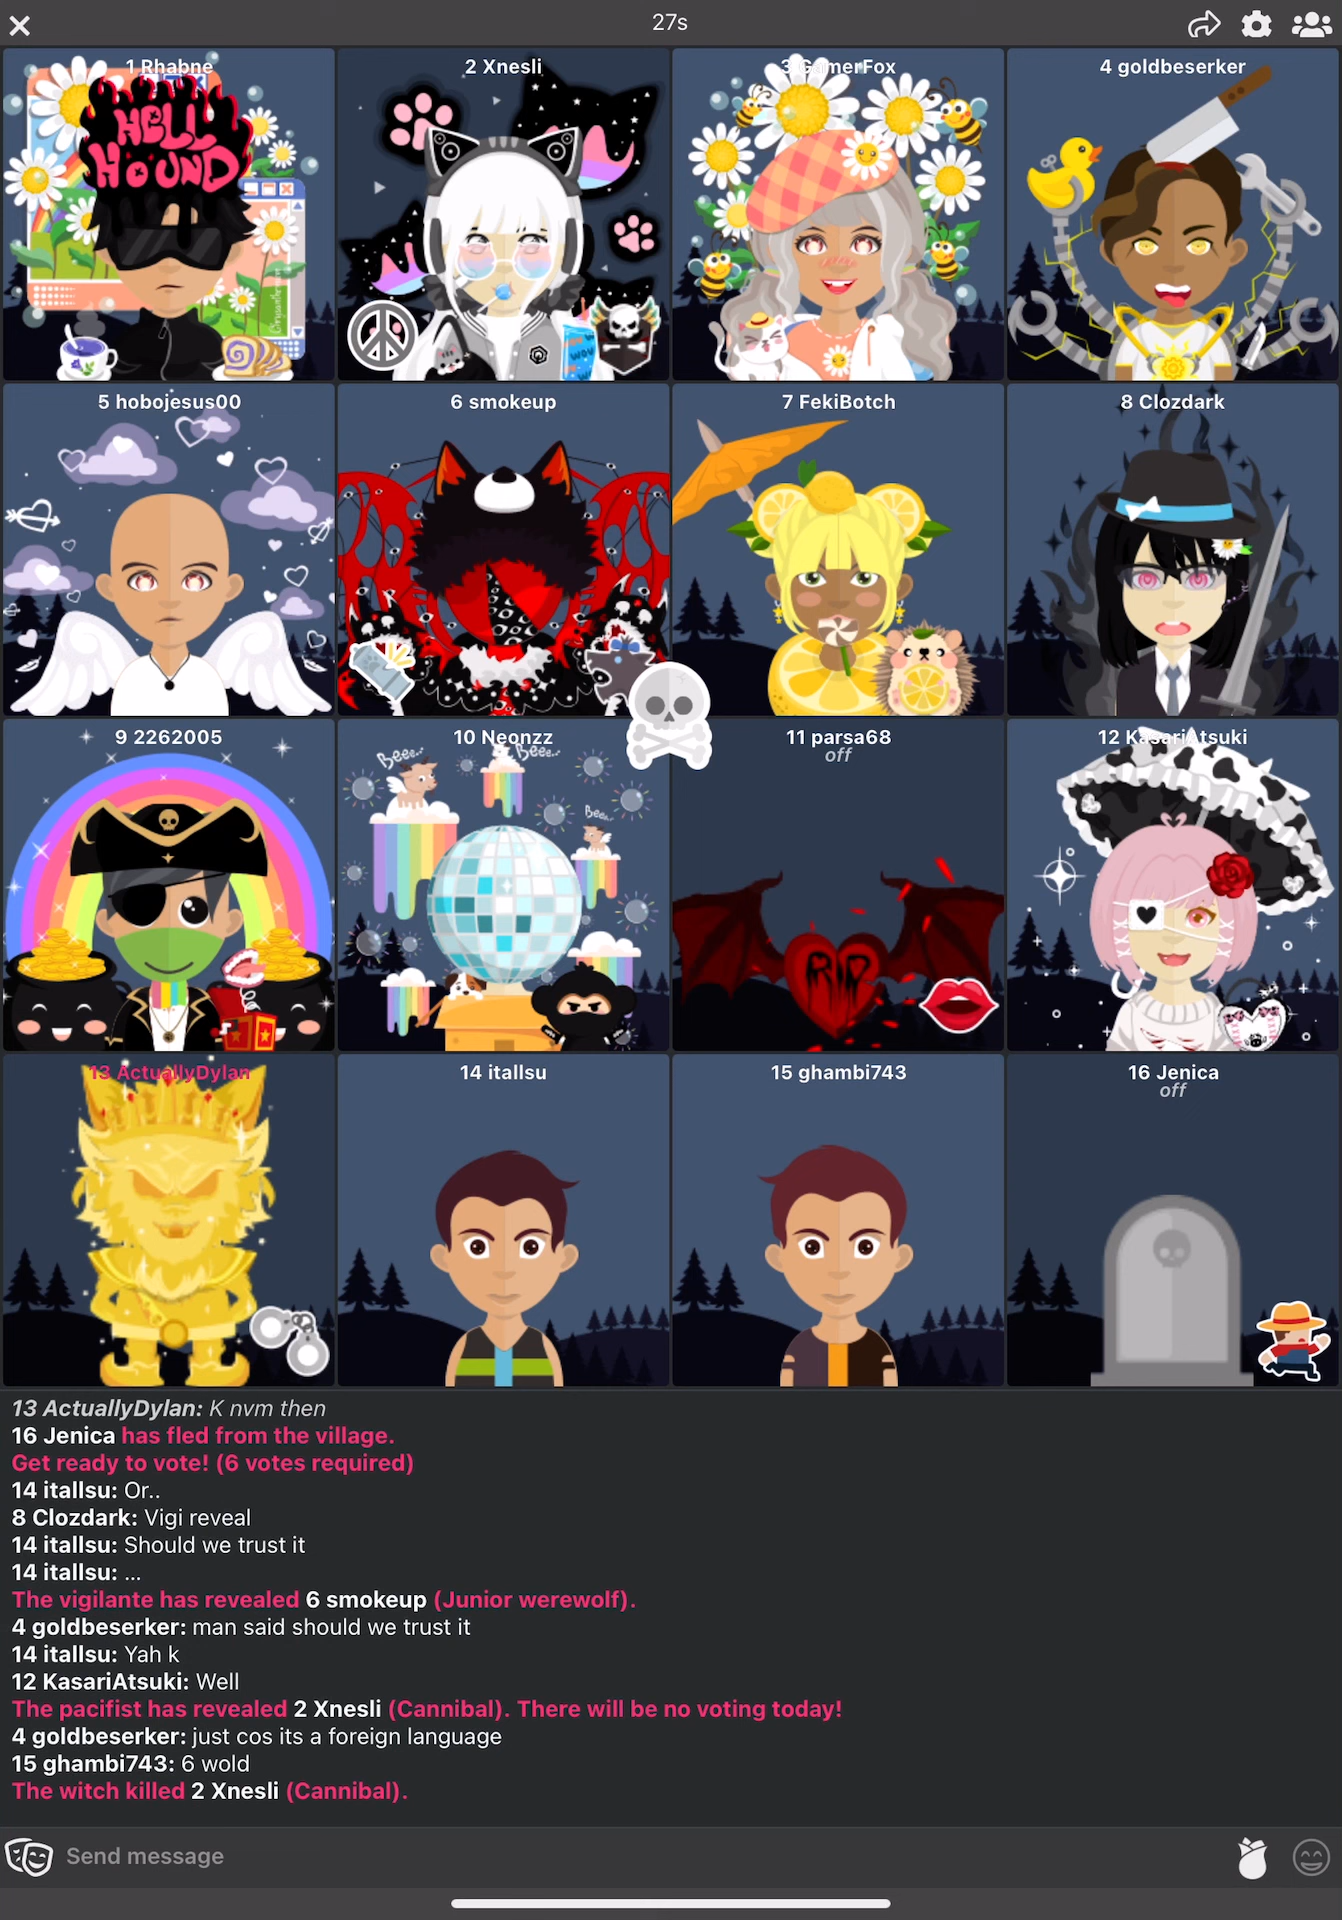 27s
1 Rhabne
2 Xnesli
3 GamerFox
4 goldbeserker
HELL
HOUND
Chrysanthemum
WOW
5 hobojesus00
6 smokeup
7 FekiBotch
8 Clozdark
9 2262005
10 Neonzz
11 parsa68
off
12 KasariAtsuki
Beee..
Beee..
Beee..
RIP
13 ActuallyDylan
14 itallsu
15 ghambi743
16 Jenica
off
13 ActuallyDylan: K nvm then
16 Jenica has fled from the village.
Get ready to vote! (6 votes required)
14 itallsu: Or..
8 Clozdark: Vigi reveal
14 itallsu: Should we trust it
14 itallsu: ...
The vigilante has revealed 6 smokeup (Junior werewolf).
4 goldbeserker: man said should we trust it
14 itallsu: Yah k
12 KasariAtsuki: Well
The pacifist has revealed 2 Xnesli (Cannibal). There will be no voting today!
4 goldbeserker: just cos its a foreign language
15 ghambi743: 6 wold
The witch killed 2 Xnesli (Cannibal).
Send message